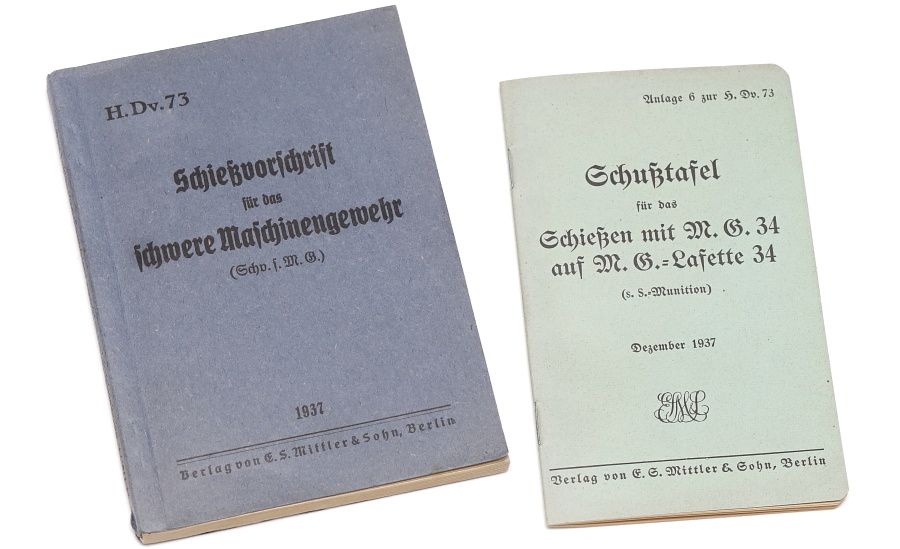 H. Dv. 73
Schießvorschrift
für das
schwere Maschinengewehr
(Schv. s. M. G.)
1937
Verlag von E. S. Mittler & Sohn, Berlin
Anlage 6 zur H. Dv. 73
Schußtafel
für das
Schießen mit M. G. 34
auf M. G.=Lafette 34
(s. S.=Munition)
Dezember 1937
Verlag von E. S. Mittler & Sohn, Berlin